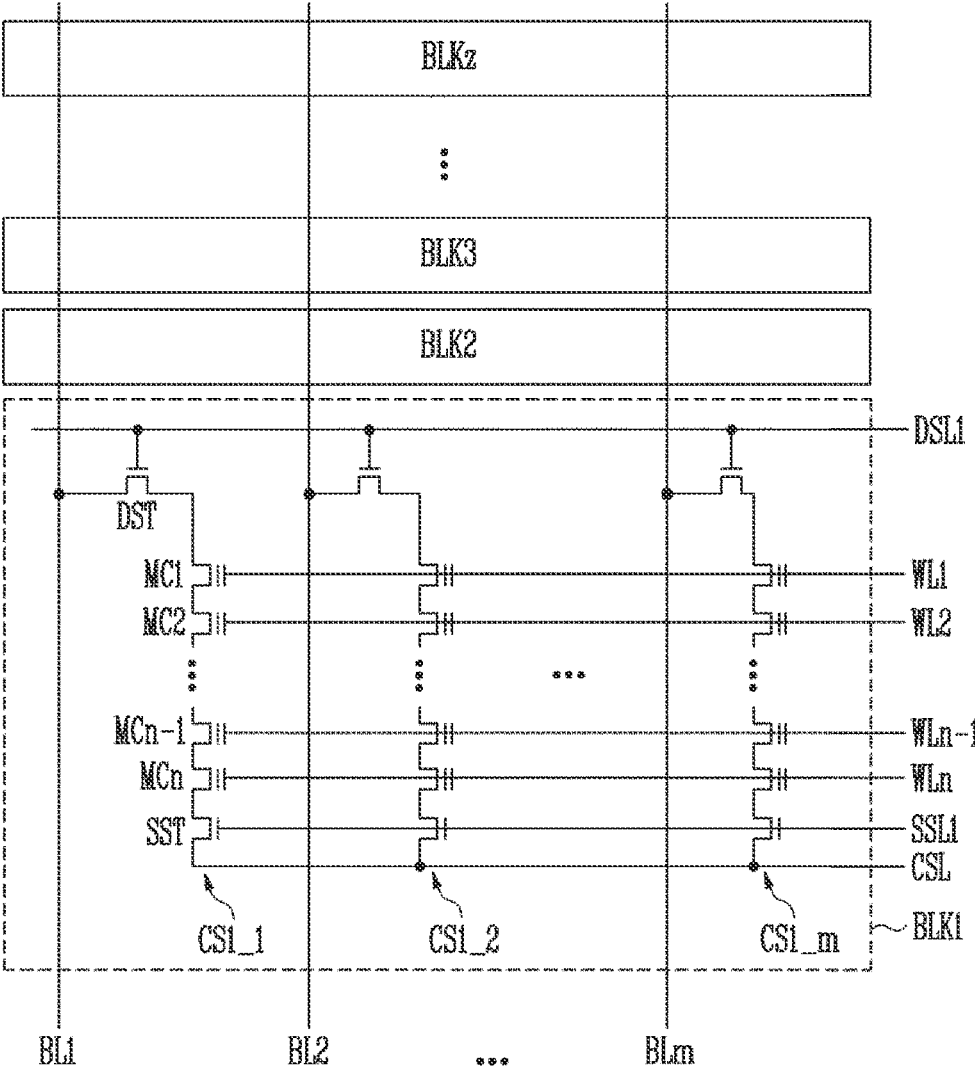 BLKz
BLK3
BLK2
DSL1
DST
MC1
WL1
MC2
WL2
MCn-1
WLn-1
MCn
WLn
SST
SSL1
CSL
CS1_1
CS1_2
CS1_m
BLK1
BL1
BL2
BLm